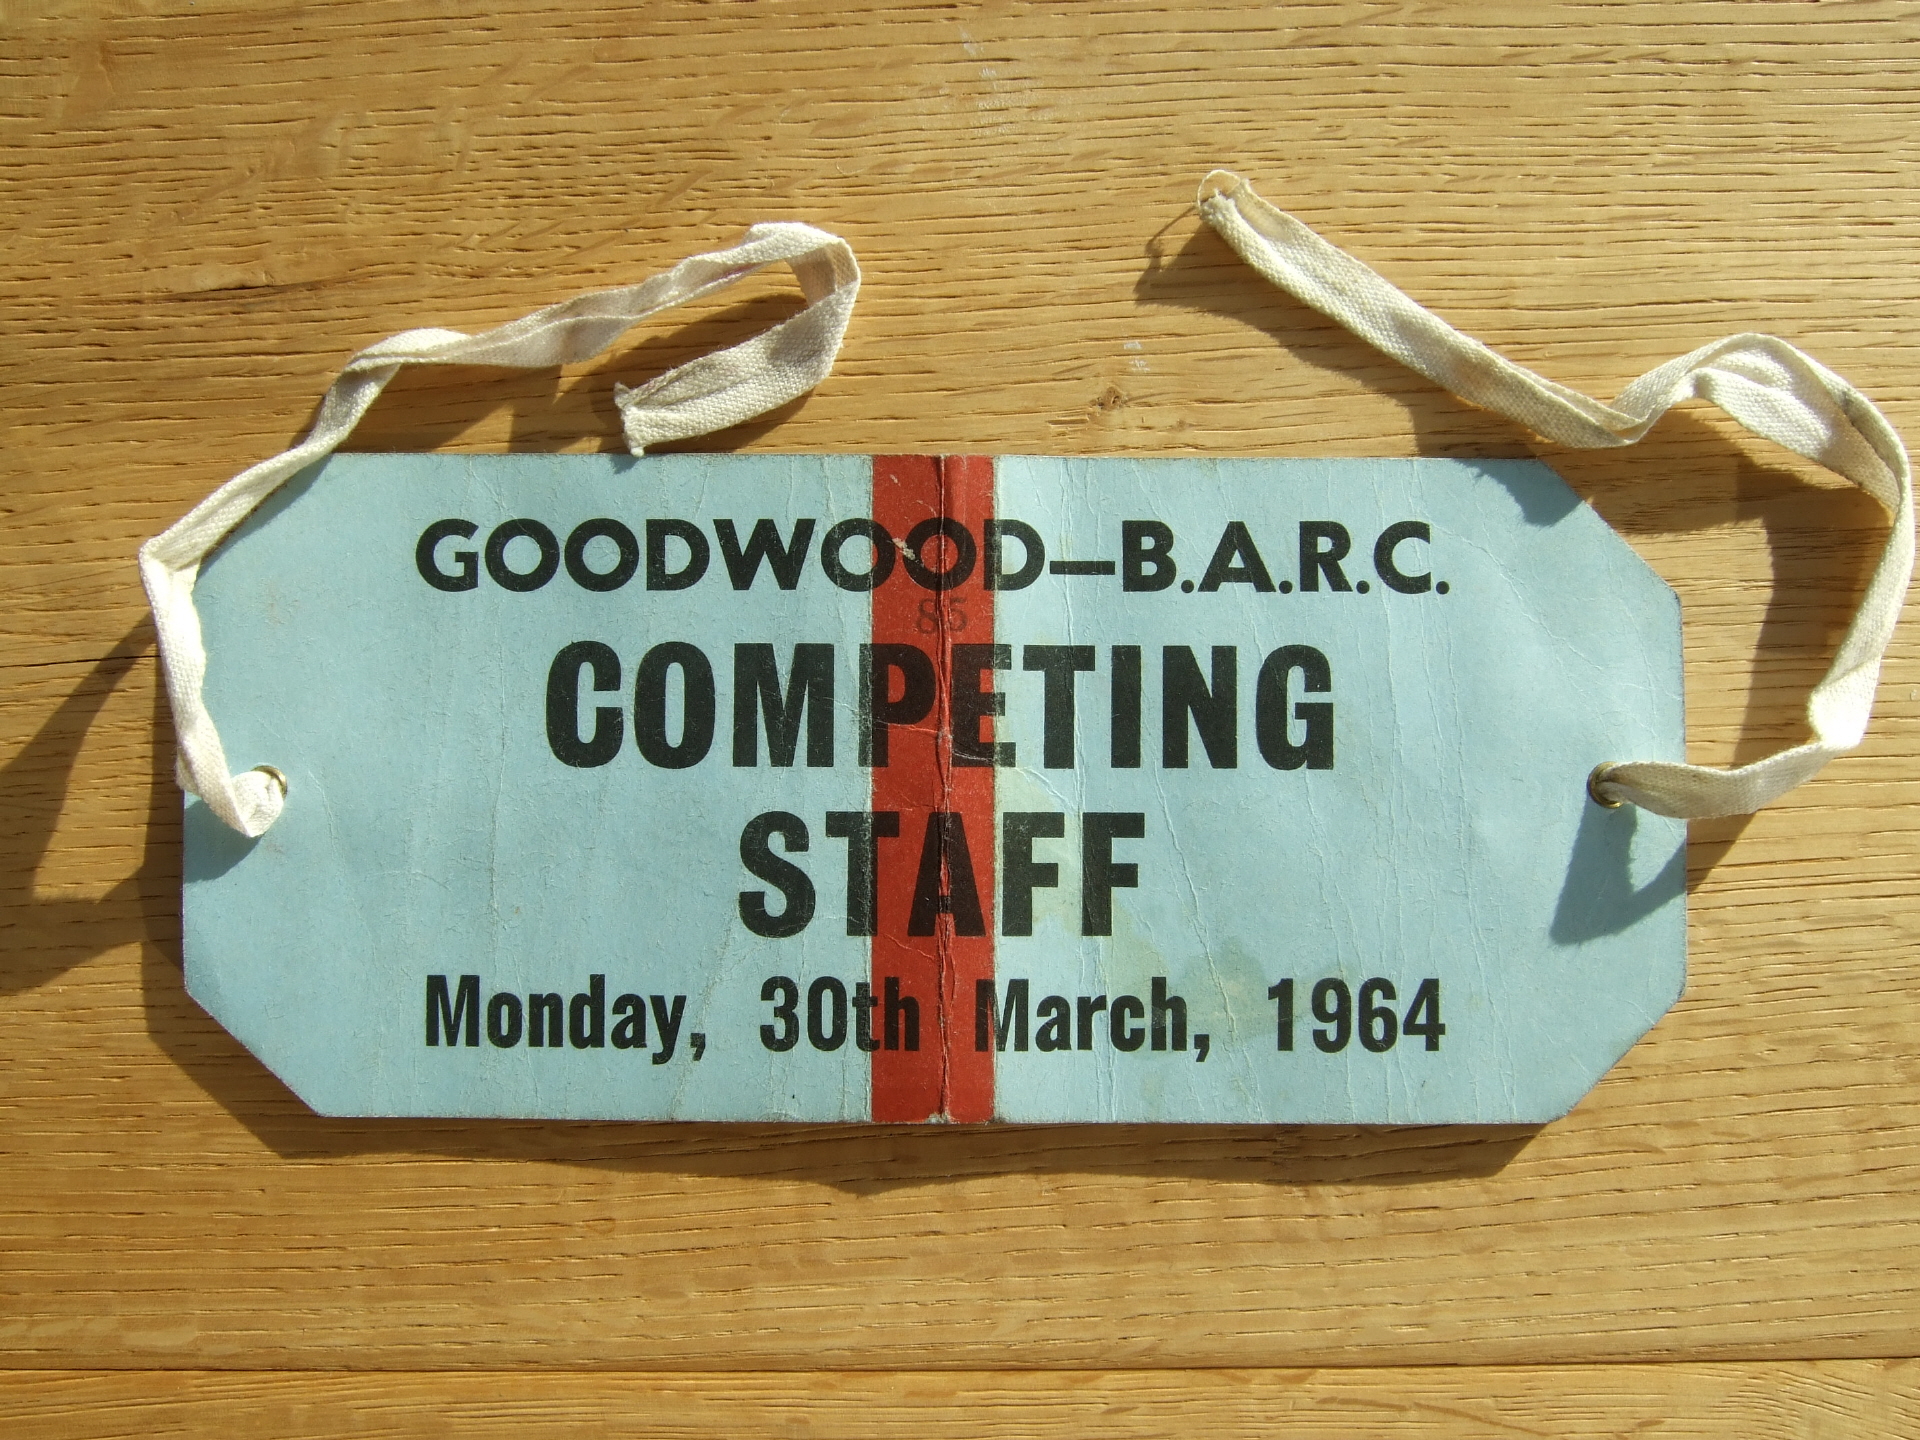 GOODWOOD—B.A.R.C.
85
COMPETING
STAFF
Monday, 30th March, 1964